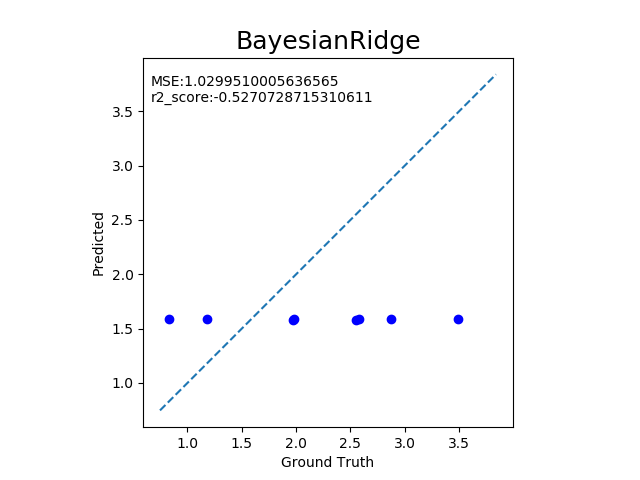 BayesianRidge
MSE:1.0299510005636565
r2_score:-0.5270728715310611
3.5
3.0
2.5
2.0
1.5
1.0
Predicted
1.0 1.5 2.0 2.5 3.0 3.5
Ground Truth